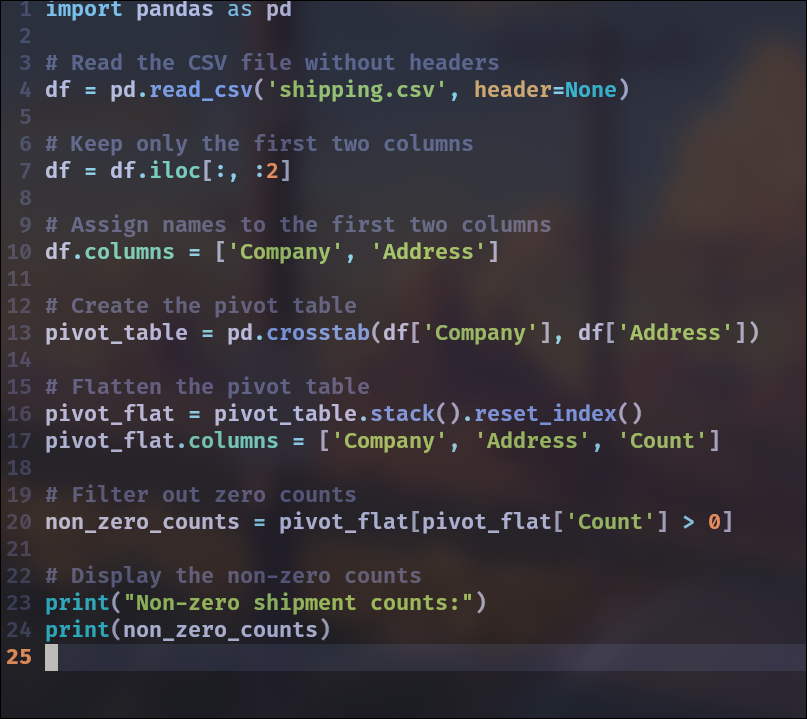 1 import pandas as pd
2
3 # Read the CSV file without headers
4 df = pd.read_csv('shipping.csv', header=None)
5
6 # Keep only the first two columns
7 df = df.iloc[:, :2]
8
9 # Assign names to the first two columns
10 df.columns = ['Company', 'Address']
11
12 # Create the pivot table
13 pivot_table = pd.crosstab(df['Company'], df['Address'])
14
15 # Flatten the pivot table
16 pivot_flat = pivot_table.stack().reset_index()
17 pivot_flat.columns = ['Company', 'Address', 'Count']
18
19 # Filter out zero counts
20 non_zero_counts = pivot_flat[pivot_flat['Count'] > 0]
21
22 # Display the non-zero counts
23 print("Non-zero shipment counts:")
24 print(non_zero_counts)
25